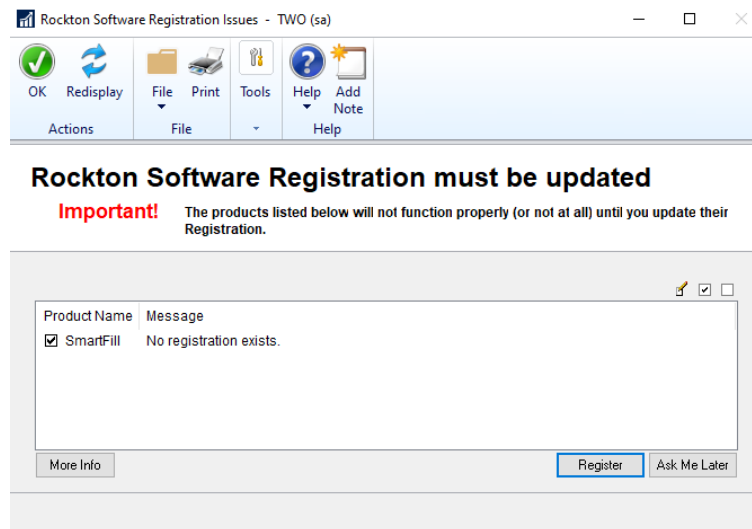 Rockton Software Registration Issues - TWO (sa)
OK Redisplay File Print Tools Help Add Note
Actions File Help
Rockton Software Registration must be updated
Important! The products listed below will not function properly (or not at all) until you update their
Registration.
Product Name Message
SmartFill No registration exists.
More Info Register Ask Me Later